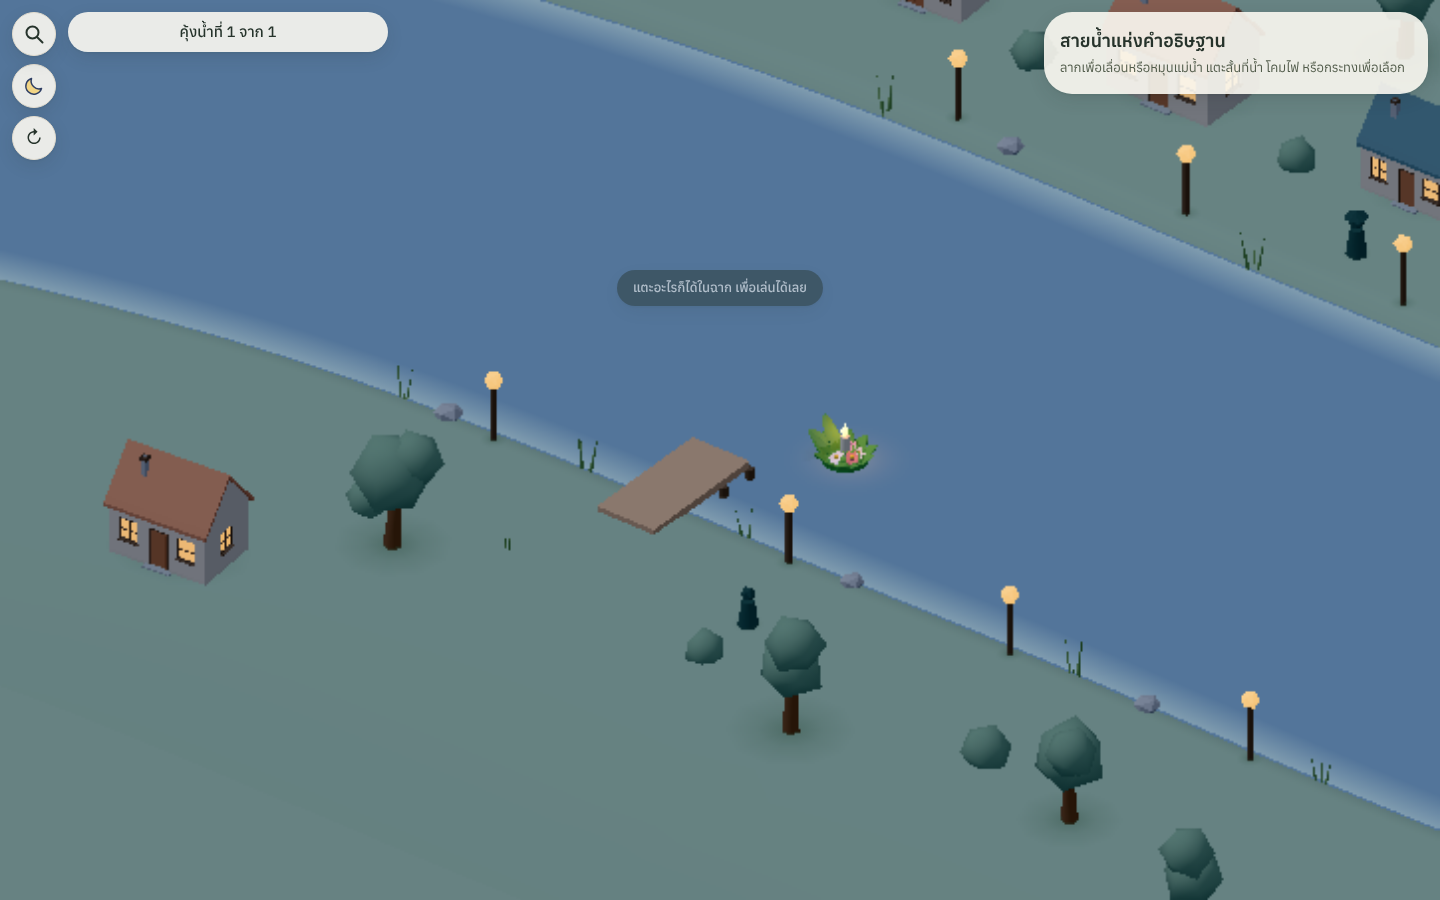 คุ้งน้ำที่ 1 จาก 1
สายน้ำแห่งคำอธิษฐาน
ลากเพื่อเลื่อนหรือหมุนแม่น้ำ แตะสั้นที่น้ำ โคมไฟ หรือกระทงเพื่อเลือก
แตะอะไรก็ได้ในฉาก เพื่อเล่นได้เลย